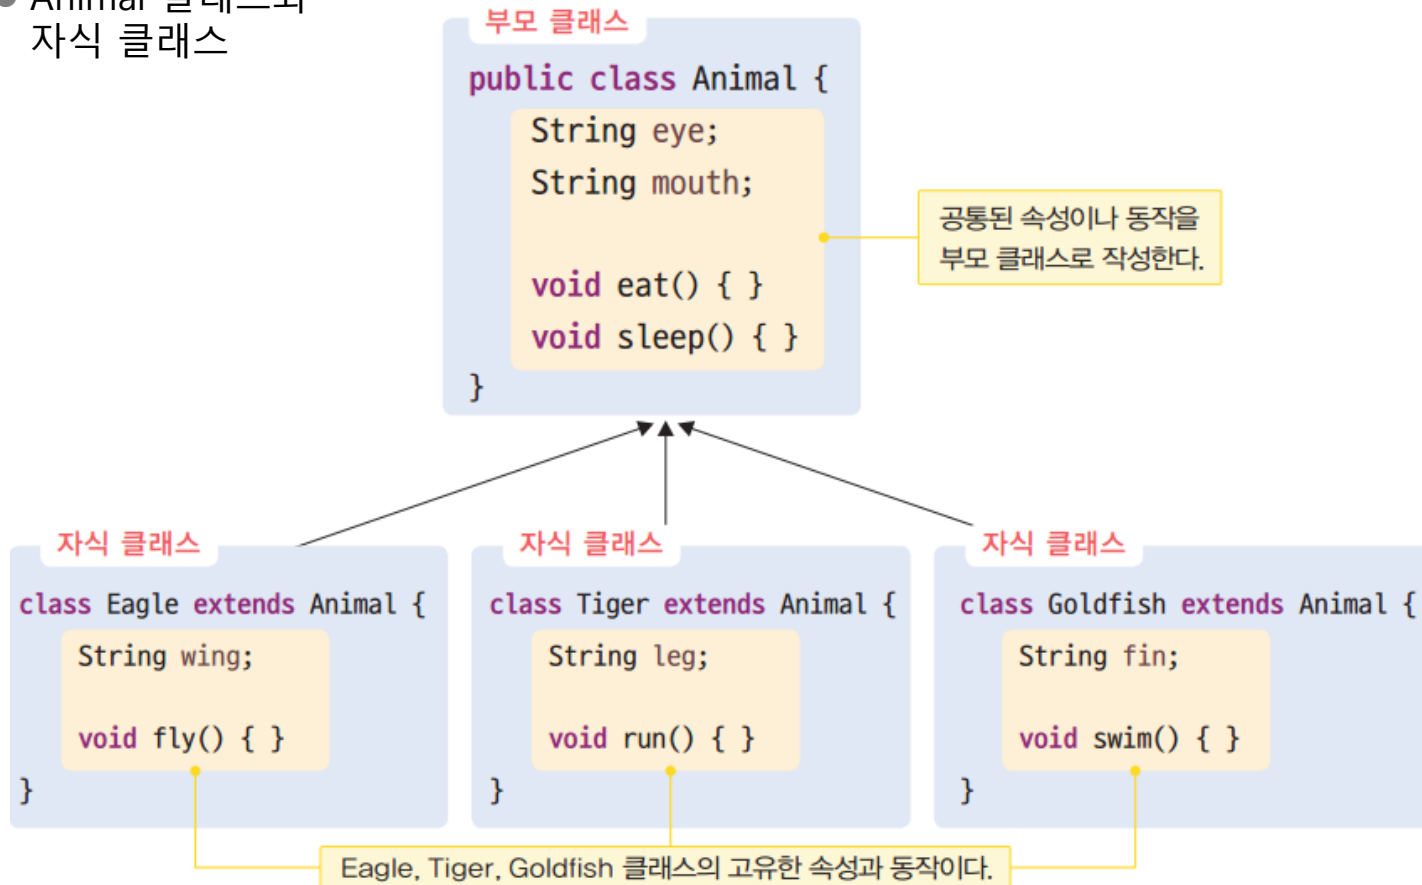 Animal 클래스와
자식 클래스
부모 클래스
public class Animal {
String eye;
String mouth;
void eat() { }
void sleep() { }
}
공통된 속성이나 동작을
부모 클래스로 작성한다.
자식 클래스
class Eagle extends Animal {
String wing;
void fly() { }
}
자식 클래스
class Tiger extends Animal {
String leg;
void run() { }
}
자식 클래스
class Goldfish extends Animal {
String fin;
void swim() { }
}
Eagle, Tiger, Goldfish 클래스의 고유한 속성과 동작이다.